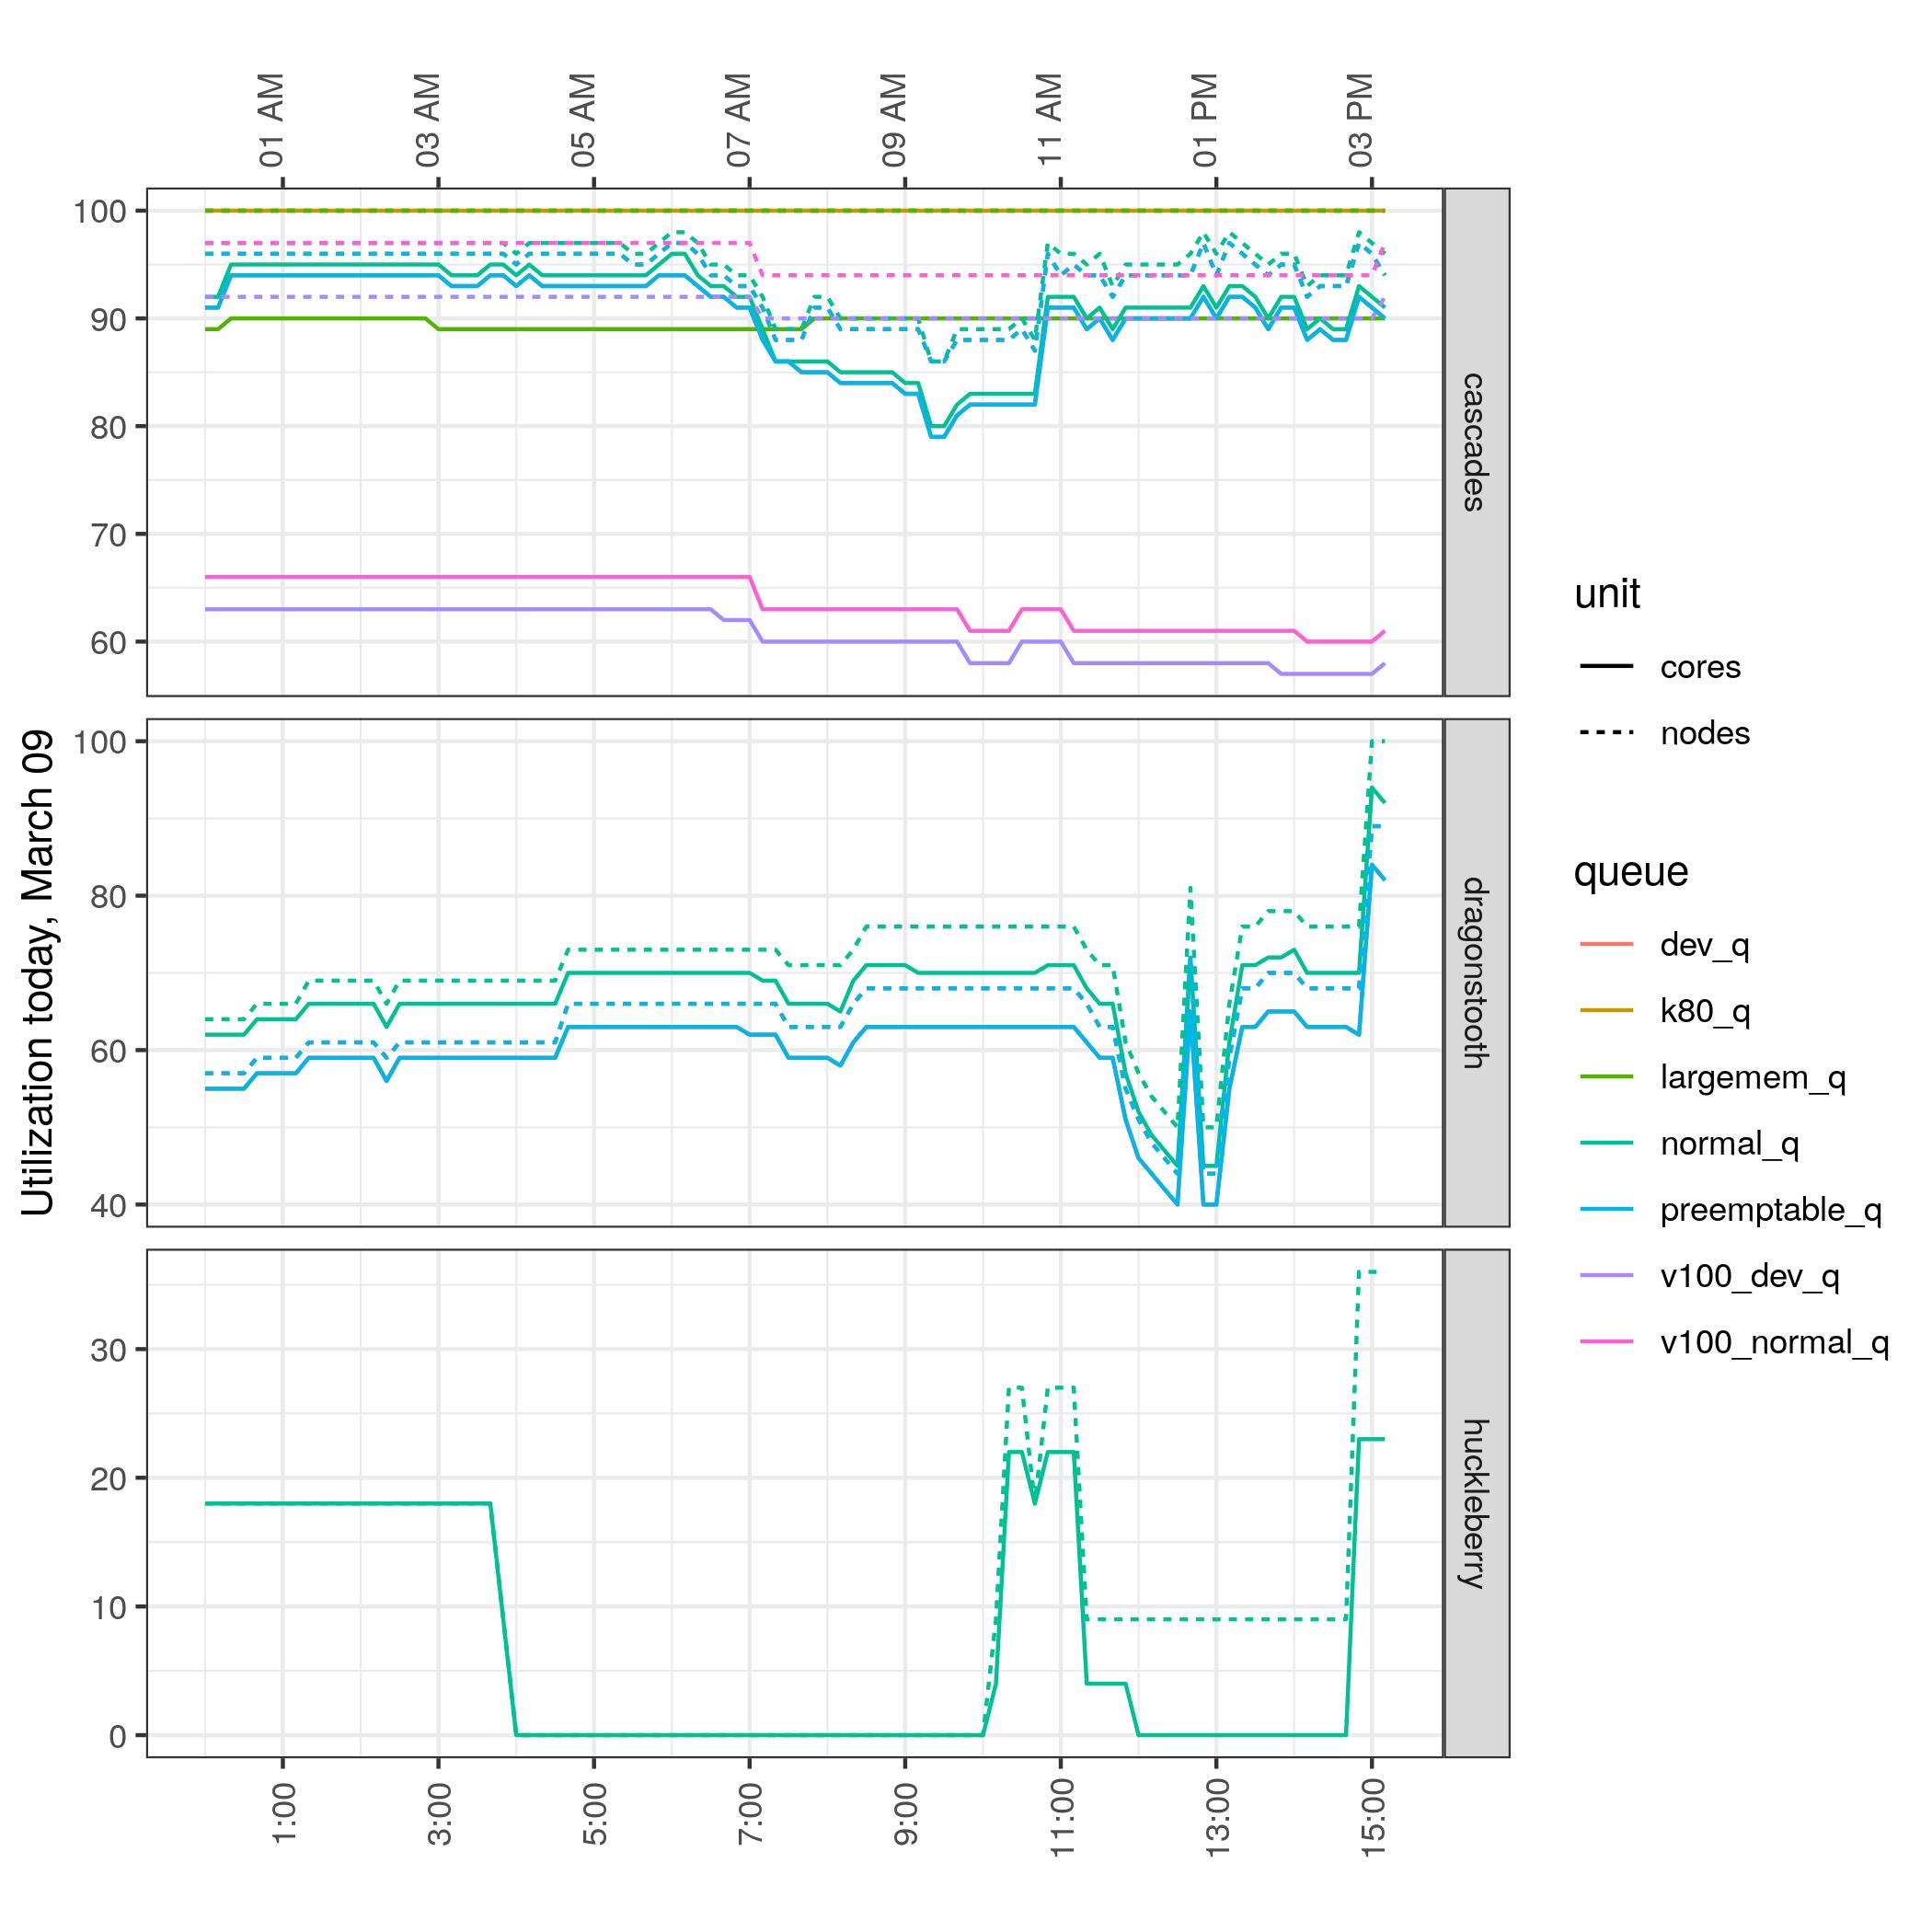 01 AM
03 AM
05 AM
07 AM
09 AM
11 AM
01 PM
03 PM
Utilization today, March 09
100
90
80
70
60
cascades
100
80
60
40
dragonstooth
30
20
10
0
huckleberry
1:00
3:00
5:00
7:00
9:00
11:00
13:00
15:00
unit
cores
nodes
queue
dev_q
k80_q
largemem_q
normal_q
preemptable_q
v100_dev_q
v100_normal_q